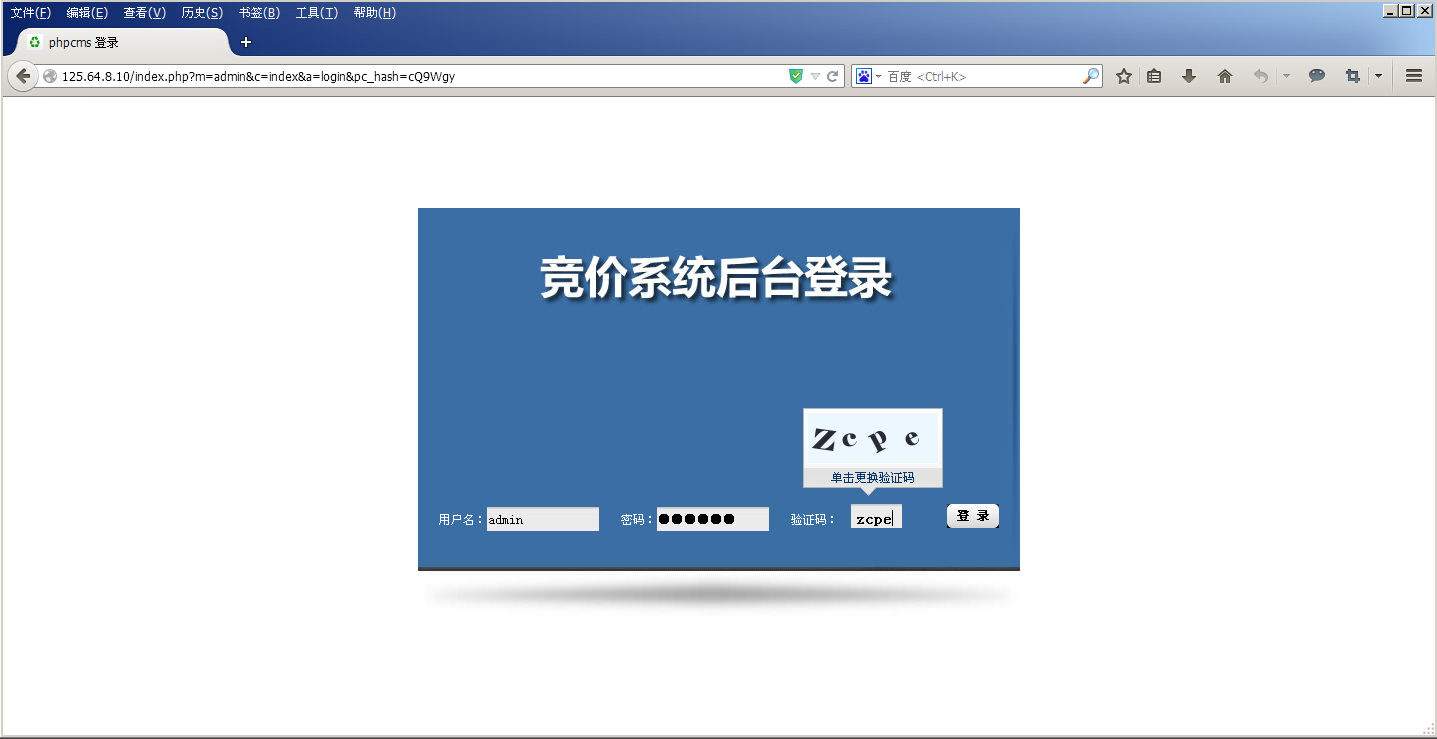 文件(F) 编辑(E) 查看(V) 历史(S) 书签(B) 工具(T) 帮助(H)
phpcms 登录
125.64.8.10/index.php?m=admin&c=index&a=login&pc_hash=cQ9Wgy
百度 <Ctrl+K>
竞价系统后台登录
Zcpe
单击更换验证码
用户名：admin 密码：●●●●●● 验证码： zcpe 登 录